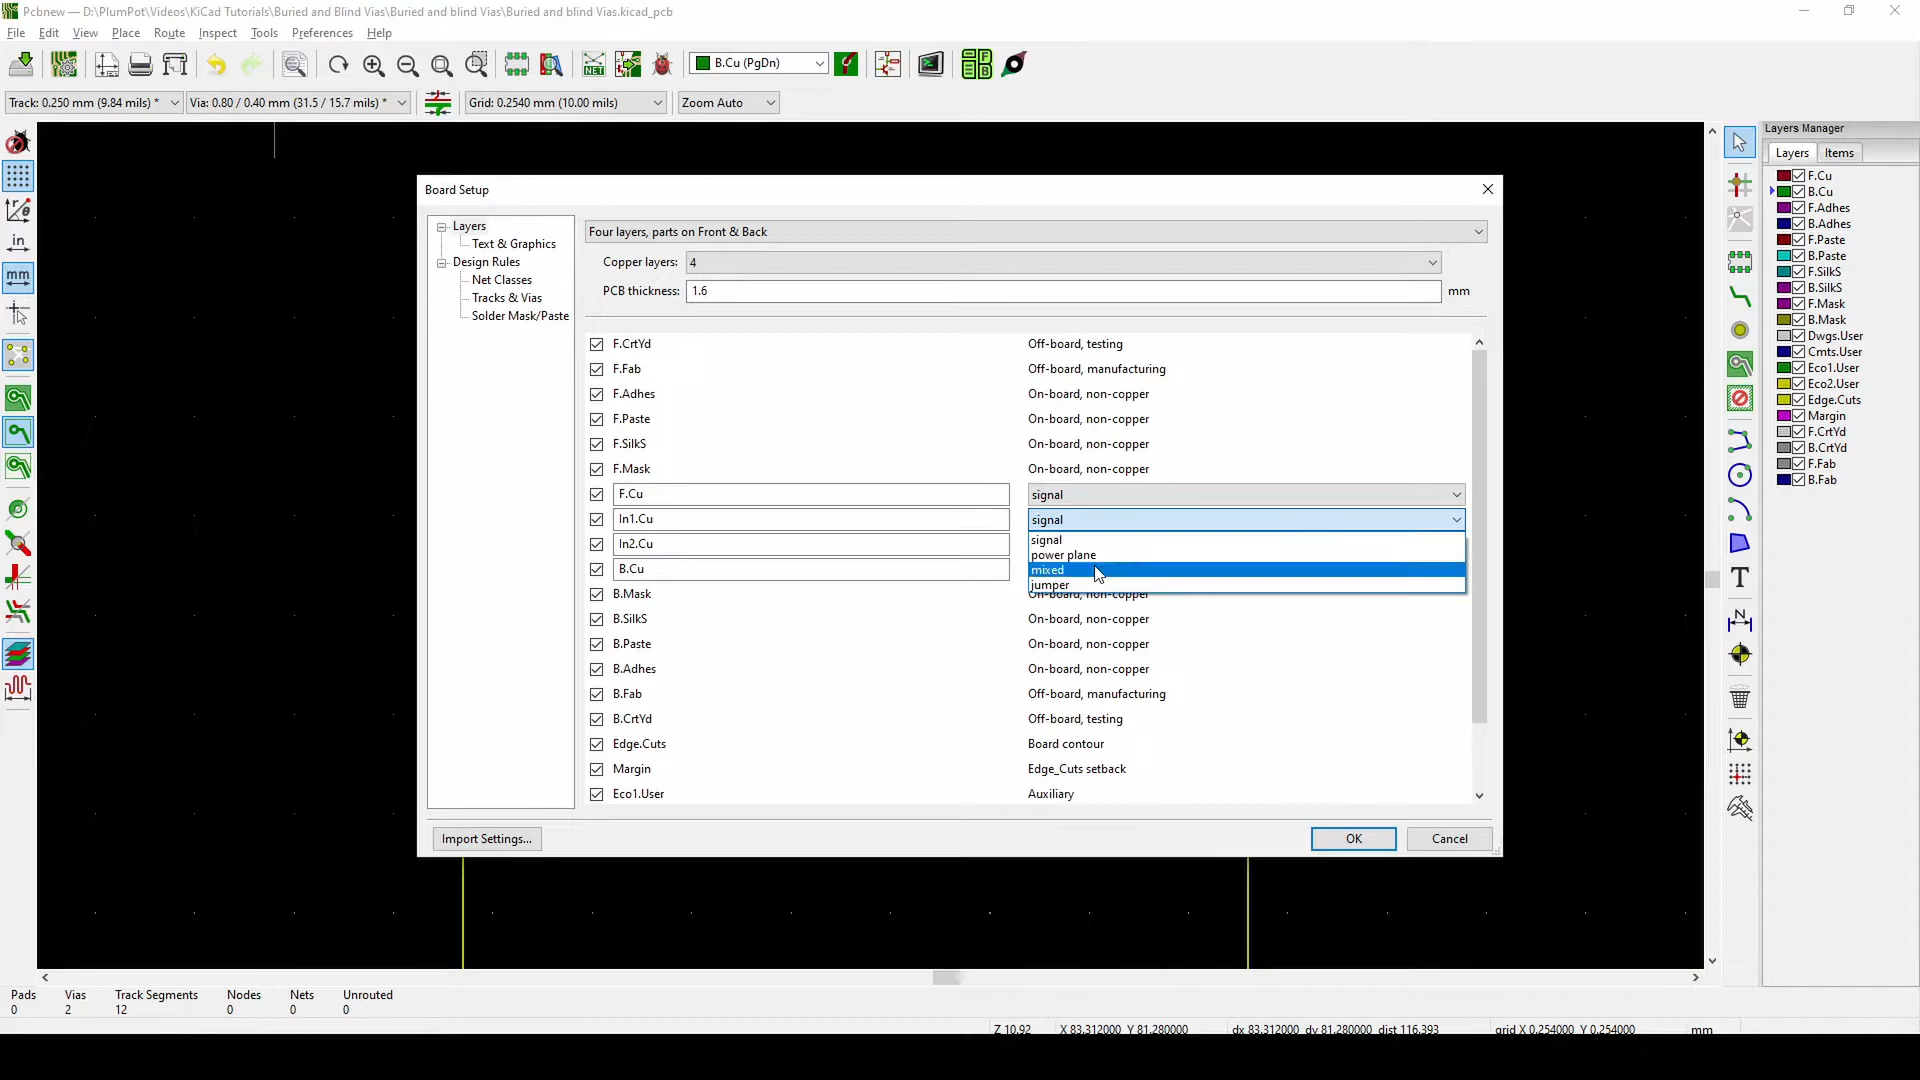 Pcbnew — D:\PlumPot\Videos\KiCad Tutorials\Buried and Blind Vias\Buried and blind Vias\Buried and blind Vias.kicad_pcb
File Edit View Place Route Inspect Tools Preferences Help
NET
B.Cu (PgDn)
Track: 0.250 mm (9.84 mils) *
Via: 0.80 / 0.40 mm (31.5 / 15.7 mils) *
Grid: 0.2540 mm (10.00 mils)
Zoom Auto
in
mm
Board Setup
Layers
Text & Graphics
Design Rules
Net Classes
Tracks & Vias
Solder Mask/Paste
Four layers, parts on Front & Back
Copper layers: 4
PCB thickness: 1.6 mm
F.CrtYd Off-board, testing
F.Fab Off-board, manufacturing
F.Adhes On-board, non-copper
F.Paste On-board, non-copper
F.SilkS On-board, non-copper
F.Mask On-board, non-copper
F.Cu signal
In1.Cu signal
In2.Cu
B.Cu
signal
power plane
mixed
jumper
B.Mask On-board, non-copper
B.SilkS On-board, non-copper
B.Paste On-board, non-copper
B.Adhes On-board, non-copper
B.Fab Off-board, manufacturing
B.CrtYd Off-board, testing
Edge.Cuts Board contour
Margin Edge_Cuts setback
Eco1.User Auxiliary
Import Settings...
OK
Cancel
Layers Manager
Layers Items
F.Cu
B.Cu
F.Adhes
B.Adhes
F.Paste
B.Paste
F.SilkS
B.SilkS
F.Mask
B.Mask
Dwgs.User
Cmts.User
Eco1.User
Eco2.User
Edge.Cuts
Margin
F.CrtYd
B.CrtYd
F.Fab
B.Fab
T
N
Pads Vias Track Segments Nodes Nets Unrouted
0 2 12 0 0 0
Z 10.92 X 83.312000 Y 81.280000 dx 83.312000 dy 81.280000 dist 116.393 grid X 0.254000 Y 0.254000 mm